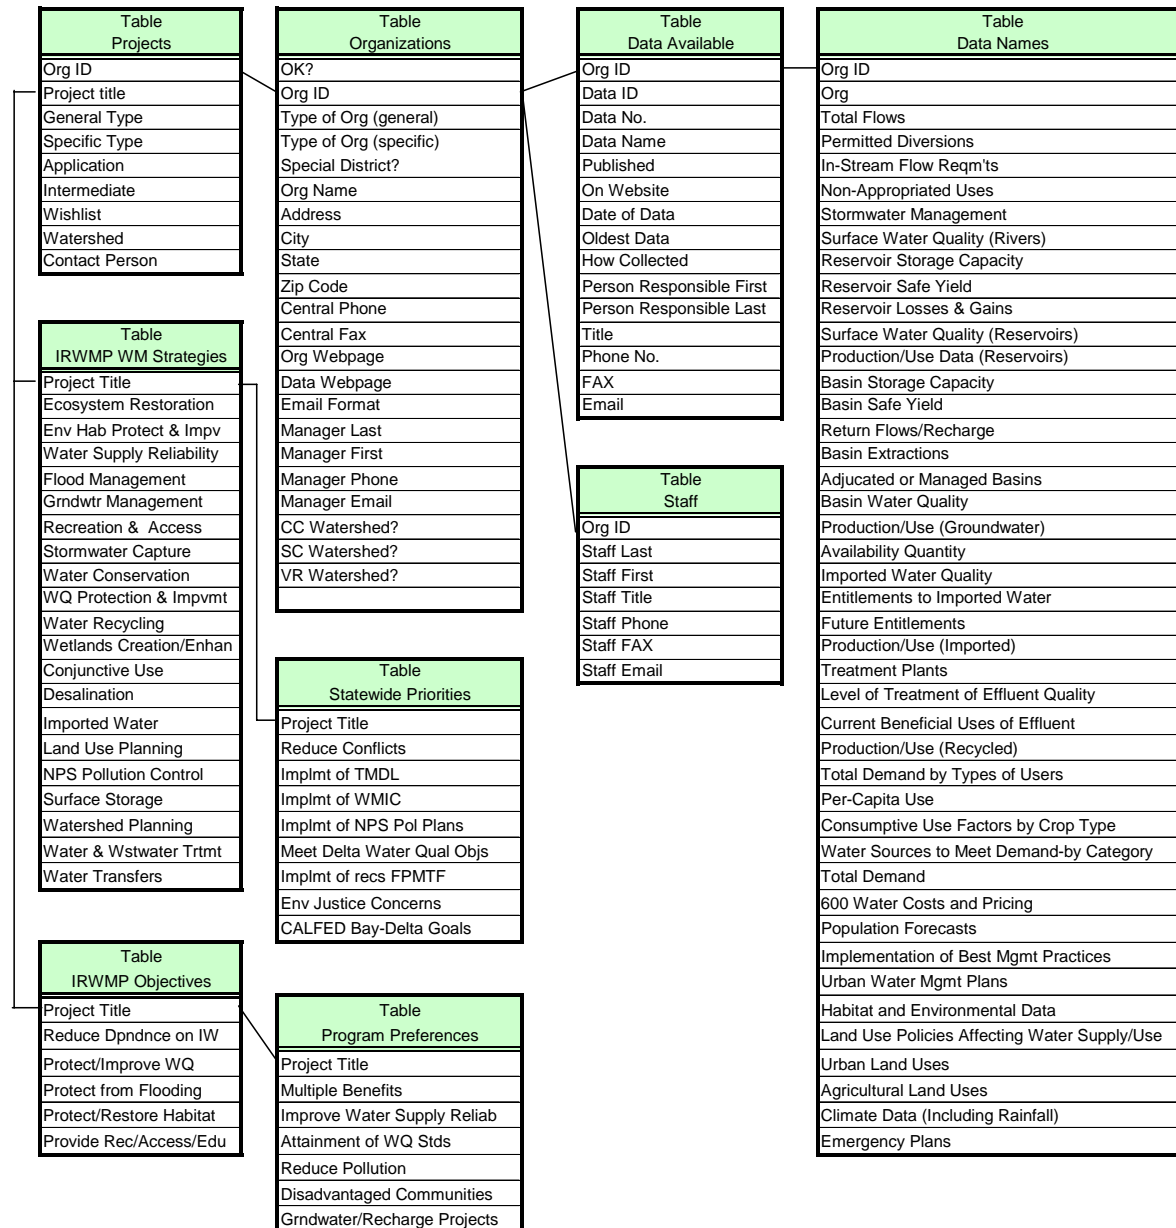 Table
Projects
Org ID
Project title
General Type
Specific Type
Application
Intermediate
Wishlist
Watershed
Contact Person
Table
IRWMP WM Strategies
Project Title
Ecosystem Restoration
Env Hab Protect & Impv
Water Supply Reliability
Flood Management
Grndwtr Management
Recreation &  Access
Stormwater Capture
Water Conservation
WQ Protection & Impvmt
Water Recycling
Wetlands Creation/Enhan
Conjunctive Use
Desalination
Imported Water
Land Use Planning
NPS Pollution Control
Surface Storage
Watershed Planning
Water & Wstwater Trtmt
Water Transfers
Table
IRWMP Objectives
Project Title
Reduce Dpndnce on IW
Protect/Improve WQ
Protect from Flooding
Protect/Restore Habitat
Provide Rec/Access/Edu
Table
Organizations
OK?
Org ID
Type of Org (general)
Type of Org (specific)
Special District?
Org Name
Address
City
State
Zip Code
Central Phone
Central Fax
Org Webpage
Data Webpage
Email Format
Manager Last
Manager First
Manager Phone
Manager Email
CC Watershed?
SC Watershed?
VR Watershed?
Table
Statewide Priorities
Project Title
Reduce Conflicts
Implmt of TMDL
Implmt of WMIC
Implmt of NPS Pol Plans
Meet Delta Water Qual Objs
Implmt of recs FPMTF
Env Justice Concerns
CALFED Bay-Delta Goals
Table
Program Preferences
Project Title
Multiple Benefits
Improve Water Supply Reliab
Attainment of WQ Stds
Reduce Pollution
Disadvantaged Communities
Grndwater/Recharge Projects
Table
Data Available
Org ID
Data ID
Data No.
Data Name
Published
On Website
Date of Data
Oldest Data
How Collected
Person Responsible First
Person Responsible Last
Title
Phone No.
FAX
Email
Table
Staff
Org ID
Staff Last
Staff First
Staff Title
Staff Phone
Staff FAX
Staff Email
Table
Data Names
Org ID
Org
Total Flows
Permitted Diversions
In-Stream Flow Reqm'ts
Non-Appropriated Uses
Stormwater Management
Surface Water Quality (Rivers)
Reservoir Storage Capacity
Reservoir Safe Yield
Reservoir Losses & Gains
Surface Water Quality (Reservoirs)
Production/Use Data (Reservoirs)
Basin Storage Capacity
Basin Safe Yield
Return Flows/Recharge
Basin Extractions
Adjucated or Managed Basins
Basin Water Quality
Production/Use (Groundwater)
Availability Quantity
Imported Water Quality
Entitlements to Imported Water
Future Entitlements
Production/Use (Imported)
Treatment Plants
Level of Treatment of Effluent Quality
Current Beneficial Uses of Effluent
Production/Use (Recycled)
Total Demand by Types of Users
Per-Capita Use
Consumptive Use Factors by Crop Type
Water Sources to Meet Demand-by Category
Total Demand
600 Water Costs and Pricing
Population Forecasts
Implementation of Best Mgmt Practices
Urban Water Mgmt Plans
Habitat and Environmental Data
Land Use Policies Affecting Water Supply/Use
Urban Land Uses
Agricultural Land Uses
Climate Data (Including Rainfall)
Emergency Plans